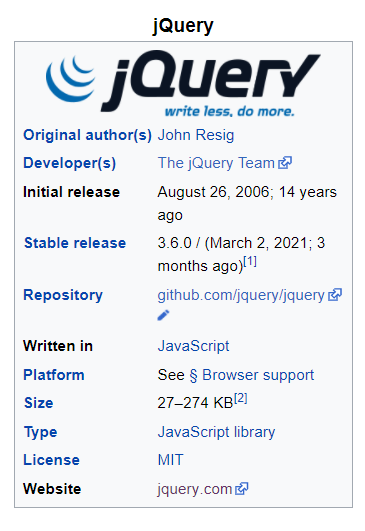 jQuery
jQuery
write less, do more.
Original author(s) John Resig
Developer(s) The jQuery Team
Initial release August 26, 2006; 14 years
ago
Stable release 3.6.0 / (March 2, 2021; 3
months ago)[1]
Repository github.com/jquery/jquery
Written in JavaScript
Platform See § Browser support
Size 27–274 KB[2]
Type JavaScript library
License MIT
Website jquery.com